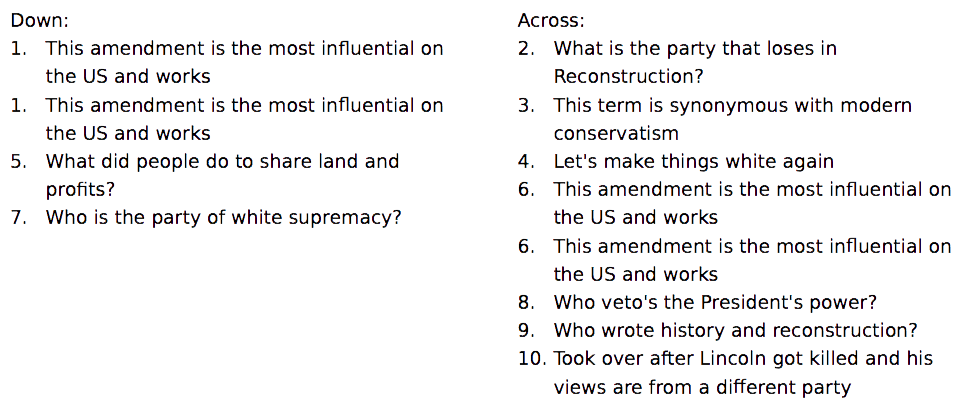 Down:
1. This amendment is the most influential on
the US and works
1. This amendment is the most influential on
the US and works
5. What did people do to share land and
profits?
7. Who is the party of white supremacy?
Across:
2. What is the party that loses in
Reconstruction?
3. This term is synonymous with modern
conservatism
4. Let's make things white again
6. This amendment is the most influential on
the US and works
6. This amendment is the most influential on
the US and works
8. Who veto's the President's power?
9. Who wrote history and reconstruction?
10. Took over after Lincoln got killed and his
views are from a different party